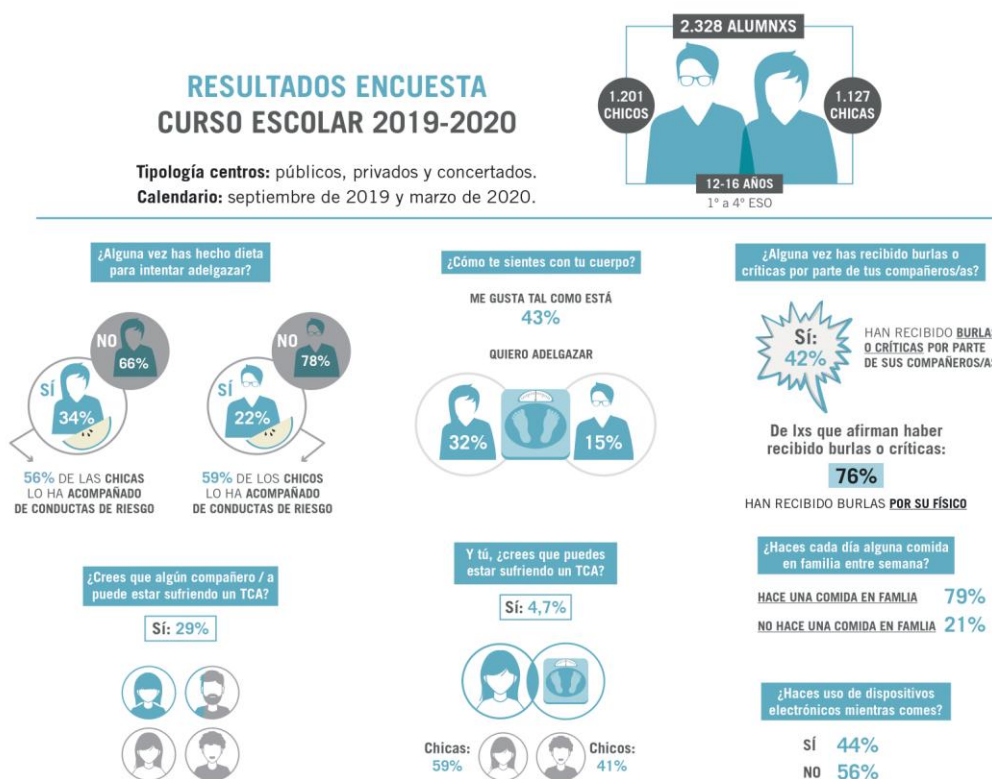 2.328 ALUMNXS
RESULTADOS ENCUESTA
CURSO ESCOLAR 2019-2020
1.201
CHICOS
1.127
CHICAS
Tipología centros: públicos, privados y concertados.
Calendario: septiembre de 2019 y marzo de 2020.
12-16 AÑOS
1º a 4º ESO
¿Alguna vez has hecho dieta
para intentar adelgazar?
NO
66%
SÍ
34%
NO
78%
SÍ
22%
56% DE LAS CHICAS
LO HA ACOMPAÑADO
DE CONDUCTAS DE RIESGO
59% DE LOS CHICOS
LO HA ACOMPAÑADO
DE CONDUCTAS DE RIESGO
¿Cómo te sientes con tu cuerpo?
ME GUSTA TAL COMO ESTÁ
43%
QUIERO ADELGAZAR
32%
15%
¿Alguna vez has recibido burlas o
críticas por parte de tus compañeros/as?
Sí:
42%
HAN RECIBIDO BURLAS
O CRÍTICAS POR PARTE
DE SUS COMPAÑEROS/AS
De lxs que afirman haber
recibido burlas o críticas:
76%
HAN RECIBIDO BURLAS POR SU FÍSICO
¿Crees que algún compañero / a
puede estar sufriendo un TCA?
Sí: 29%
Y tú, ¿crees que puedes
estar sufriendo un TCA?
Sí: 4,7%
Chicas:
59%
Chicos:
41%
¿Haces cada día alguna comida
en familia entre semana?
HACE UNA COMIDA EN FAMLIA 79%
NO HACE UNA COMIDA EN FAMLIA 21%
¿Haces uso de dispositivos
electrónicos mientras comes?
SÍ 44%
NO 56%